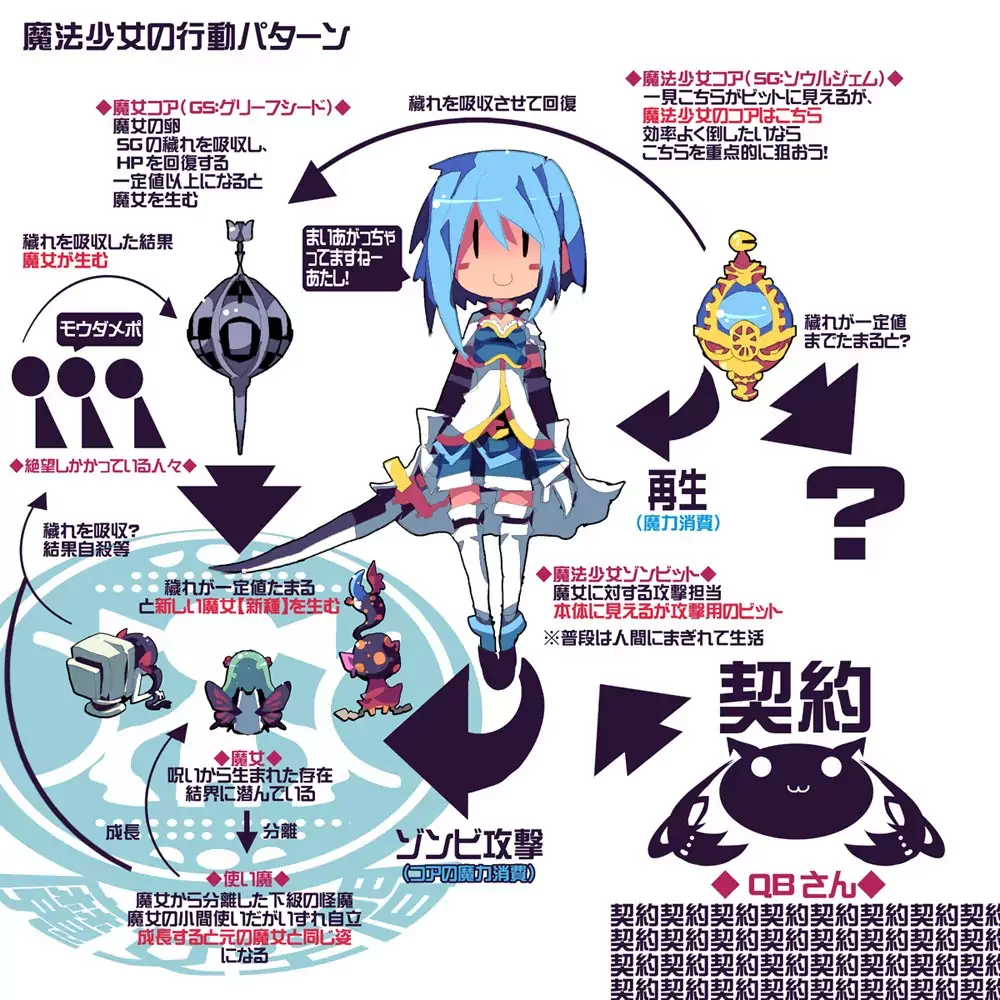 魔法少女の行動パターン
◆魔女コア(GS:グリーフシード)◆
魔女の卵
SGの穢れを吸収し、
HPを回復する
一定値以上になると
魔女を生む
穢れを吸収させて回復
◆魔法少女コア(SG:ソウルジェム)◆
一見こちらがビットに見えるが、
魔法少女のコアはこちら
効率よく倒したいなら
こちらを重点的に狙おう!
穢れを吸収した結果
魔女が生む
モウダメポ
まいあがっちゃ
ってますねー
あたし!
穢れが一定値
までたまると?
◆絶望しかかっている人々◆
再生
(魔力消費)
?
穢れを吸収?
結果自殺等
穢れが一定値たまる
と新しい魔女【新種】を生む
◆魔法少女ゾンビット◆
魔女に対する攻撃担当
本体に見えるが攻撃用のビット
※普段は人間にまぎれて生活
契約
◆魔女◆
呪いから生まれた存在
結界に潜んでいる
成長
分離
ゾンビ攻撃
(コアの魔力消費)
◆使い魔◆
魔女から分離した下級の怪魔
魔女の小間使いだがいずれ自立
成長すると元の魔女と同じ姿
になる
◆QBさん◆
契約契約契約契約契約契約契約契約
契約契約契約契約契約契約契約契約
契約契約契約契約契約契約契約契約
契約契約契約契約契約契約契約契約